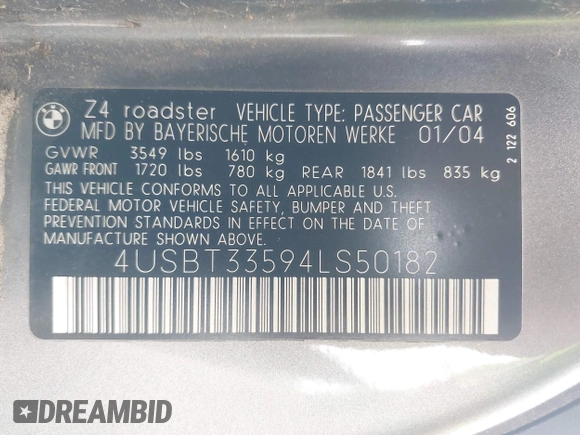 BMW
Z4 roadster VEHICLE TYPE: PASSENGER CAR
MFD BY BAYERISCHE MOTOREN WERKE 01/04
GVWR 3549 lbs 1610 kg
GAWR FRONT 1720 lbs 780 kg REAR 1841 lbs 835 kg
THIS VEHICLE CONFORMS TO ALL APPLICABLE U.S.
FEDERAL MOTOR VEHICLE SAFETY, BUMPER AND THEFT
PREVENTION STANDARDS IN EFFECT ON THE DATE OF
MANUFACTURE SHOWN ABOVE.
4USBT33594LS50182
2 122 606
DREAMBID